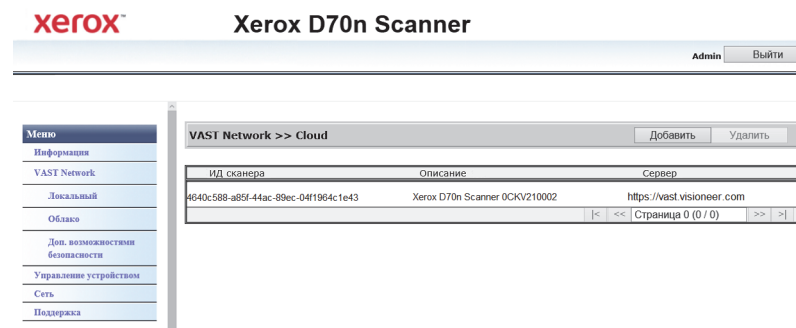 xerox™
Xerox D70n Scanner
Admin Выйти
Меню
VAST Network >> Cloud Добавить Удалить
Информация
VAST Network
ИД сканера Описание Сервер
Локальный
4640c588-a85f-44ac-89ec-04f1964c1e43 Xerox D70n Scanner 0CKV210002 https://vast.visioneer.com
Облако
|< << Страница 0 (0 / 0) >> >|
Доп. возможностями
безопасности
Управление устройством
Сеть
Поддержка